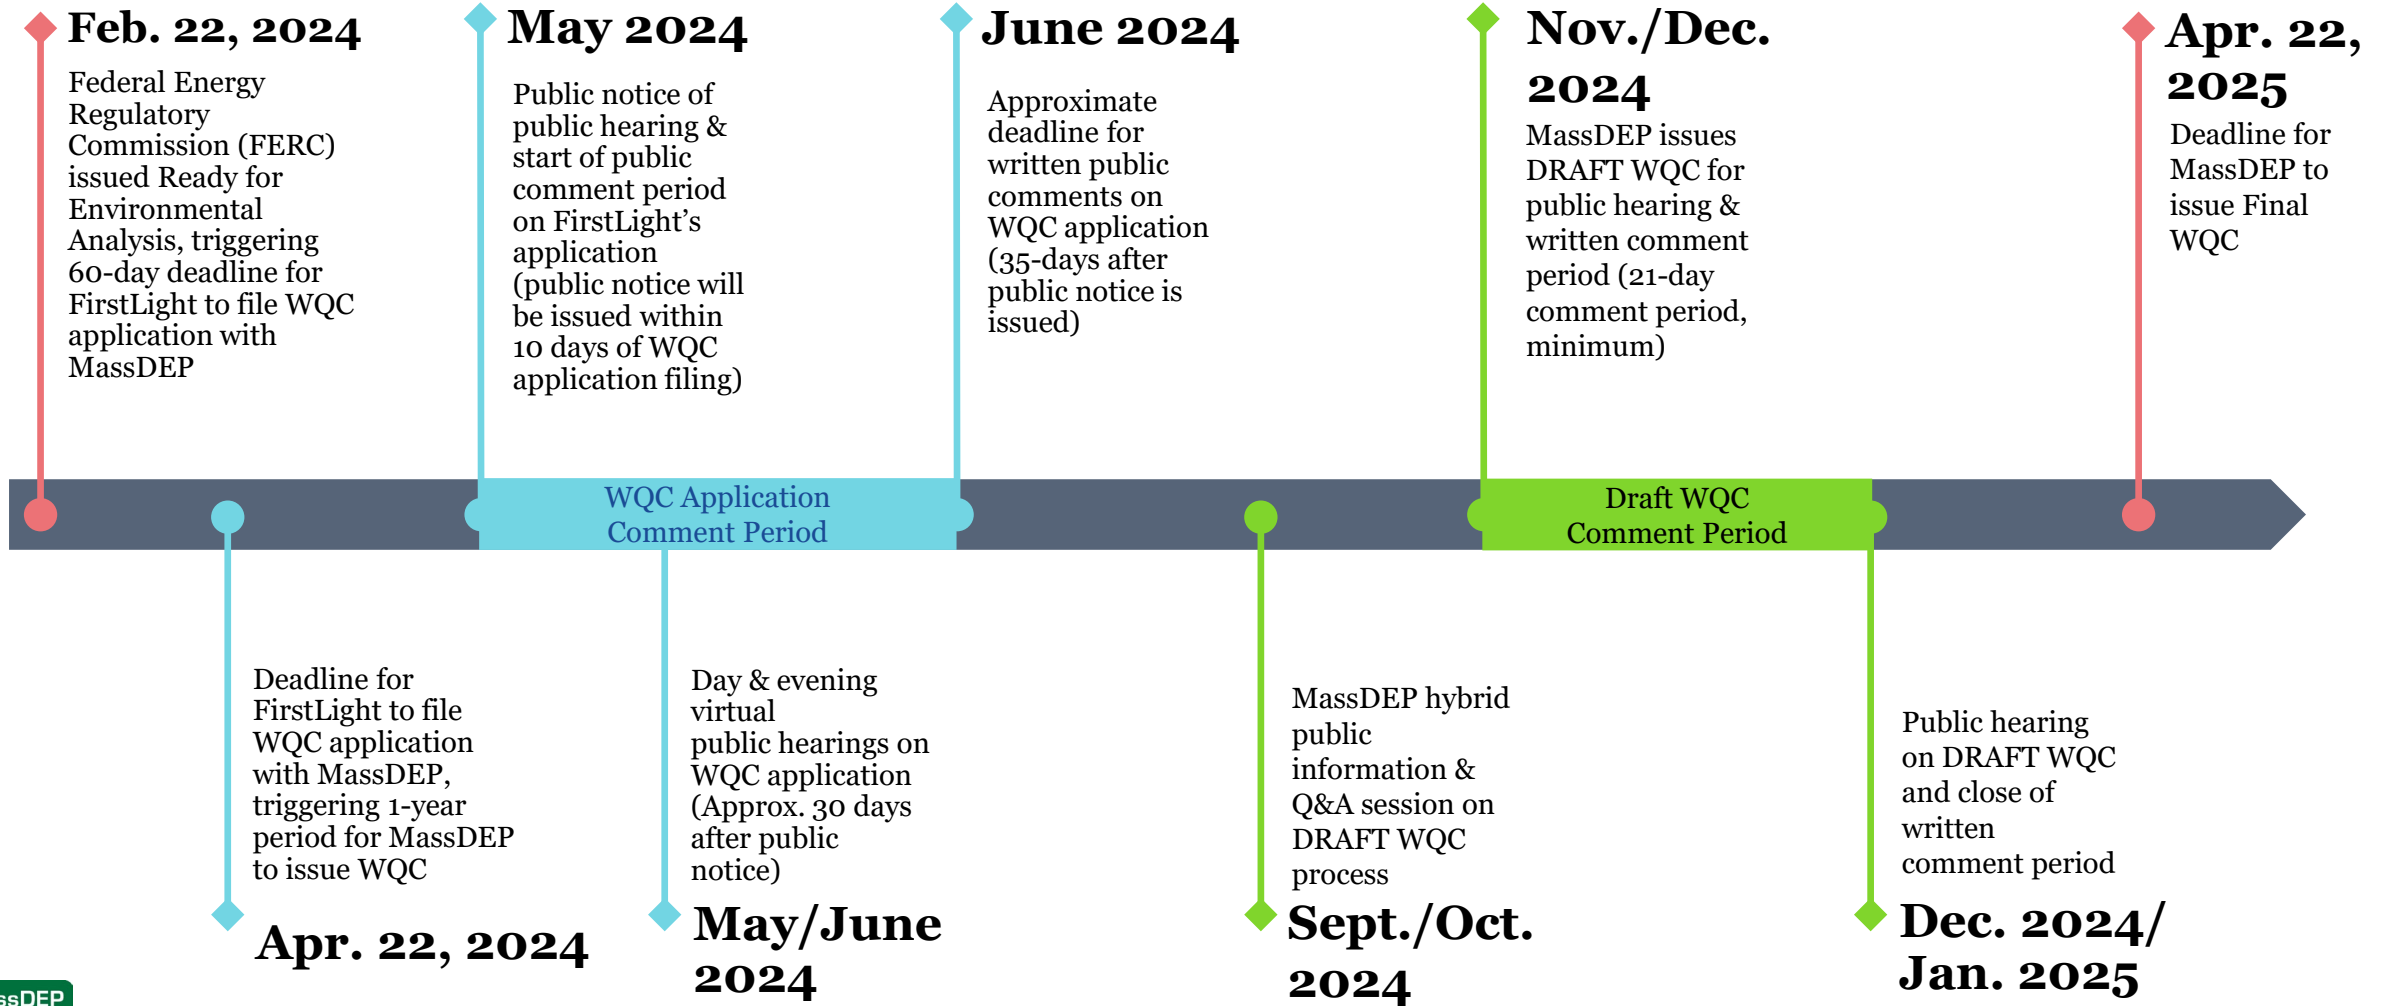 Feb. 22, 2024
Federal Energy
Regulatory
Commission (FERC)
issued Ready for
Environmental
Analysis, triggering
60-day deadline for
FirstLight to file WQC
application with
MassDEP
May 2024
Public notice of
public hearing &
start of public
comment period
on FirstLight’s
application
(public notice will
be issued within
10 days of WQC
application filing)
June 2024
Approximate
deadline for
written public
comments on
WQC application
(35-days after
public notice is
issued)
Nov./Dec.
2024
MassDEP issues
DRAFT WQC for
public hearing &
written comment
period (21-day
comment period,
minimum)
Apr. 22,
2025
Deadline for
MassDEP to
issue Final
WQC
WQC Application
Comment Period
Draft WQC
Comment Period
Deadline for
FirstLight to file
WQC application
with MassDEP,
triggering 1-year
period for MassDEP
to issue WQC
Apr. 22, 2024
Day & evening
virtual
public hearings on
WQC application
(Approx. 30 days
after public
notice)
May/June
2024
MassDEP hybrid
public
information &
Q&A session on
DRAFT WQC
process
Sept./Oct.
2024
Public hearing
on DRAFT WQC
and close of
written
comment period
Dec. 2024/
Jan. 2025
ssDEP